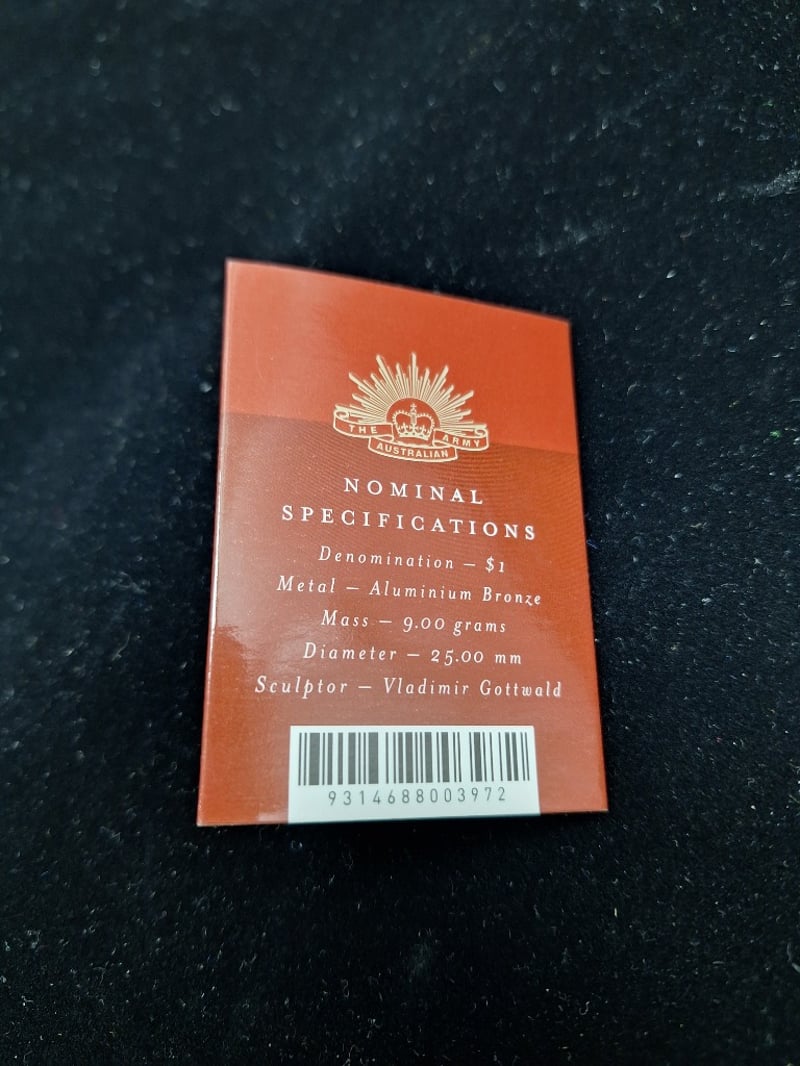 THE AUSTRALIAN ARMY
NOMINAL
SPECIFICATIONS
Denomination – $1
Metal – Aluminium Bronze
Mass – 9.00 grams
Diameter – 25.00 mm
Sculptor – Vladimir Gottwald
9314688003972